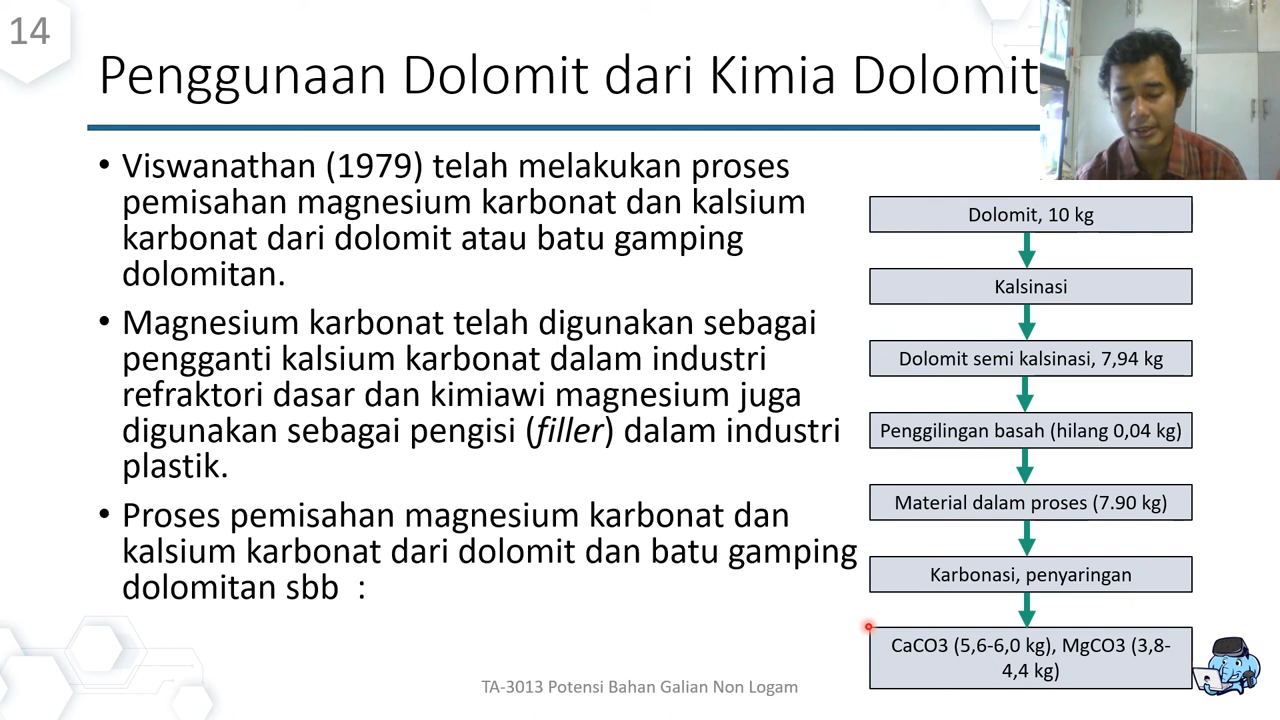 14
Penggunaan Dolomit dari Kimia Dolomit
• Viswanathan (1979) telah melakukan proses
pemisahan magnesium karbonat dan kalsium
karbonat dari dolomit atau batu gamping
dolomitan.
• Magnesium karbonat telah digunakan sebagai
pengganti kalsium karbonat dalam industri
refraktori dasar dan kimiawi magnesium juga
digunakan sebagai pengisi (filler) dalam industri
plastik.
• Proses pemisahan magnesium karbonat dan
kalsium karbonat dari dolomit dan batu gamping
dolomitan sbb :
Dolomit, 10 kg
Kalsinasi
Dolomit semi kalsinasi, 7,94 kg
Penggilingan basah (hilang 0,04 kg)
Material dalam proses (7.90 kg)
Karbonasi, penyaringan
CaCO3 (5,6-6,0 kg), MgCO3 (3,8-
4,4 kg)
TA-3013 Potensi Bahan Galian Non Logam